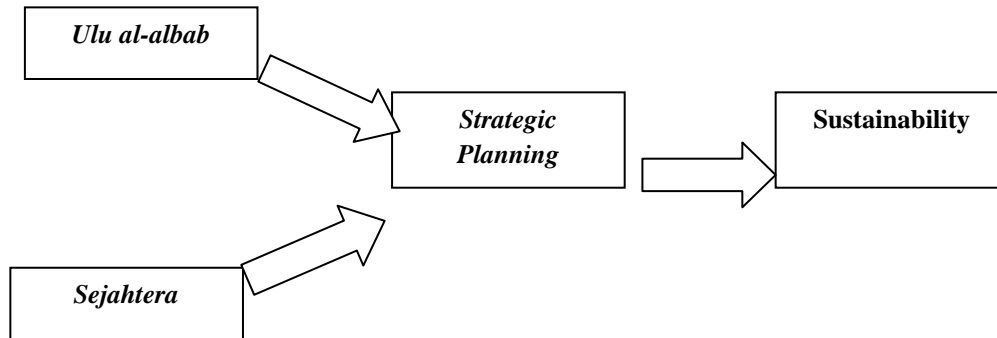 Ulu al-albab
Strategic
Planning
Sustainability
Sejahtera